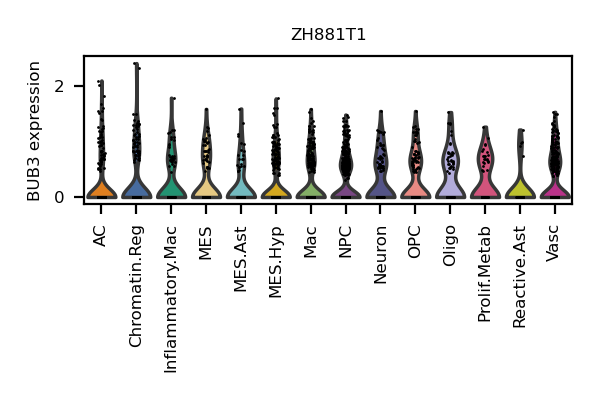 ZH881T1
BUB3 expression
2
0
AC
Chromatin.Reg
Inflammatory.Mac
MES
MES.Ast
MES.Hyp
Mac
NPC
Neuron
OPC
Oligo
Prolif.Metab
Reactive.Ast
Vasc